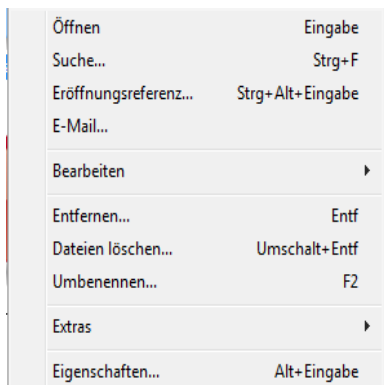 Öffnen Eingabe
Suche... Strg+F
Eröffnungsreferenz... Strg+Alt+Eingabe
E-Mail...
Bearbeiten
Entfernen... Entf
Dateien löschen... Umschalt+Entf
Umbenennen... F2
Extras
Eigenschaften... Alt+Eingabe